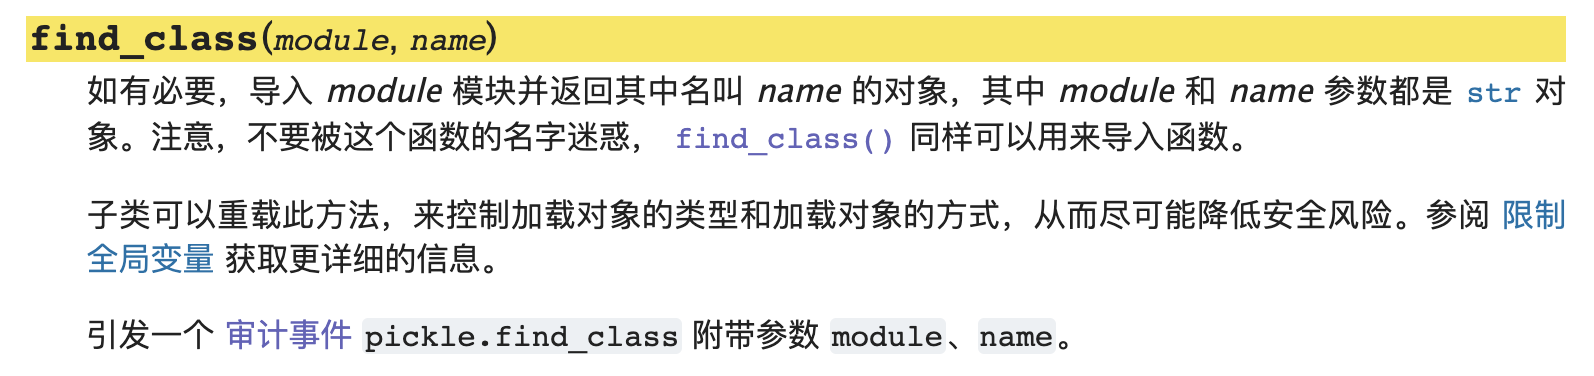 find_class(module, name)
如有必要，导入 module 模块并返回其中名叫 name 的对象，其中 module 和 name 参数都是 str 对
象。注意，不要被这个函数的名字迷惑， find_class() 同样可以用来导入函数。
子类可以重载此方法，来控制加载对象的类型和加载对象的方式，从而尽可能降低安全风险。参阅 限制
全局变量 获取更详细的信息。
引发一个 审计事件 pickle.find_class 附带参数 module、name。